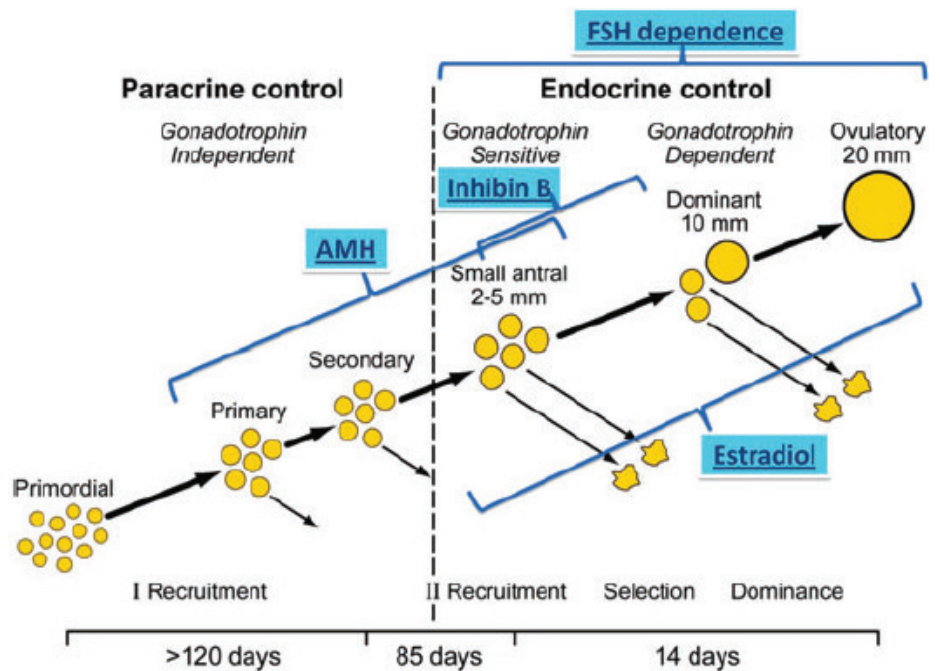 FSH dependence
Paracrine control
Endocrine control
Gonadotrophin
Independent
Gonadotrophin
Sensitive
Gonadotrophin
Dependent
Ovulatory
20 mm
Inhibin B
Dominant
10 mm
AMH
Small antral
2-5 mm
Secondary
Primary
Estradiol
Primordial
I Recruitment
II Recruitment
Selection
Dominance
>120 days
85 days
14 days